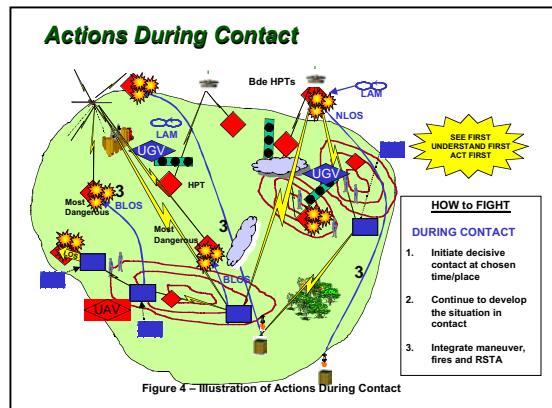 Actions During Contact
Bde HPTs
LAM
NLOS
LAM
UGV
HPT
UGV
SEE FIRST
UNDERSTAND FIRST
ACT FIRST
3
Most
Dangerous
BLOS
Most
Dangerous
3
BLOS
LOS
UAV
3
HOW to FIGHT
DURING CONTACT
1. Initiate decisive
contact at chosen
time/place
2. Continue to develop
the situation in
contact
3. Integrate maneuver,
fires and RSTA
Figure 4 – Illustration of Actions During Contact